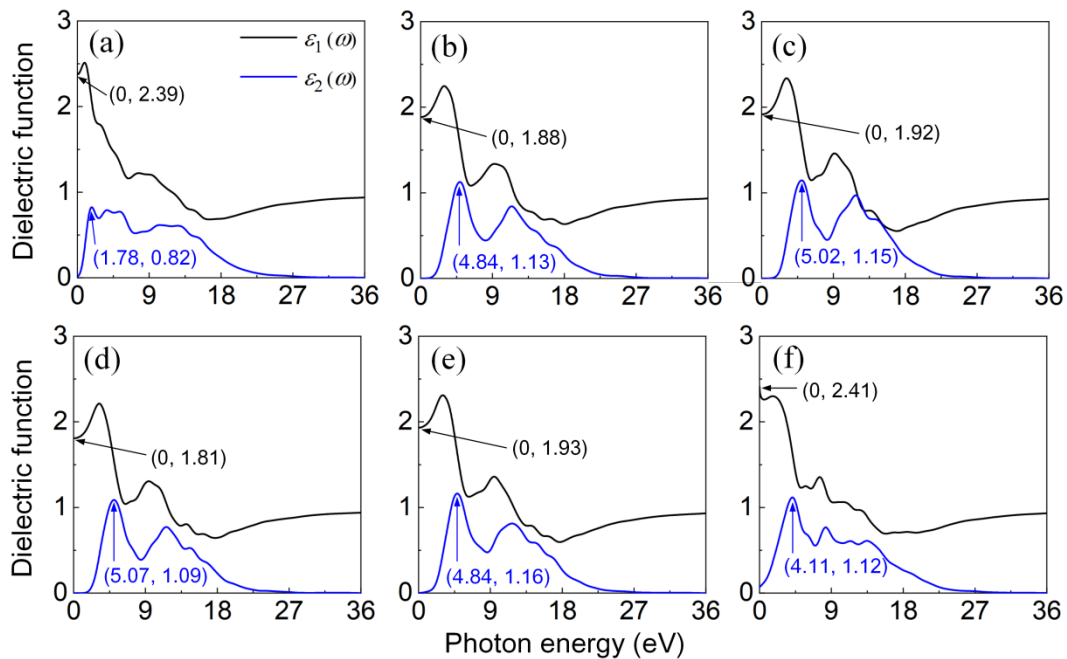 (a)
ε₁(ω)
ε₂(ω)
(0, 2.39)
(1.78, 0.82)
3
2
1
0
0 9 18 27 36
Dielectric function
(b)
(0, 1.88)
(4.84, 1.13)
3
2
1
0
0 9 18 27 36
(c)
(0, 1.92)
(5.02, 1.15)
3
2
1
0
0 9 18 27 36
(d)
(0, 1.81)
(5.07, 1.09)
3
2
1
0
0 9 18 27 36
Dielectric function
(e)
(0, 1.93)
(4.84, 1.16)
3
2
1
0
0 9 18 27 36
(f)
(0, 2.41)
(4.11, 1.12)
3
2
1
0
0 9 18 27 36
Photon energy (eV)